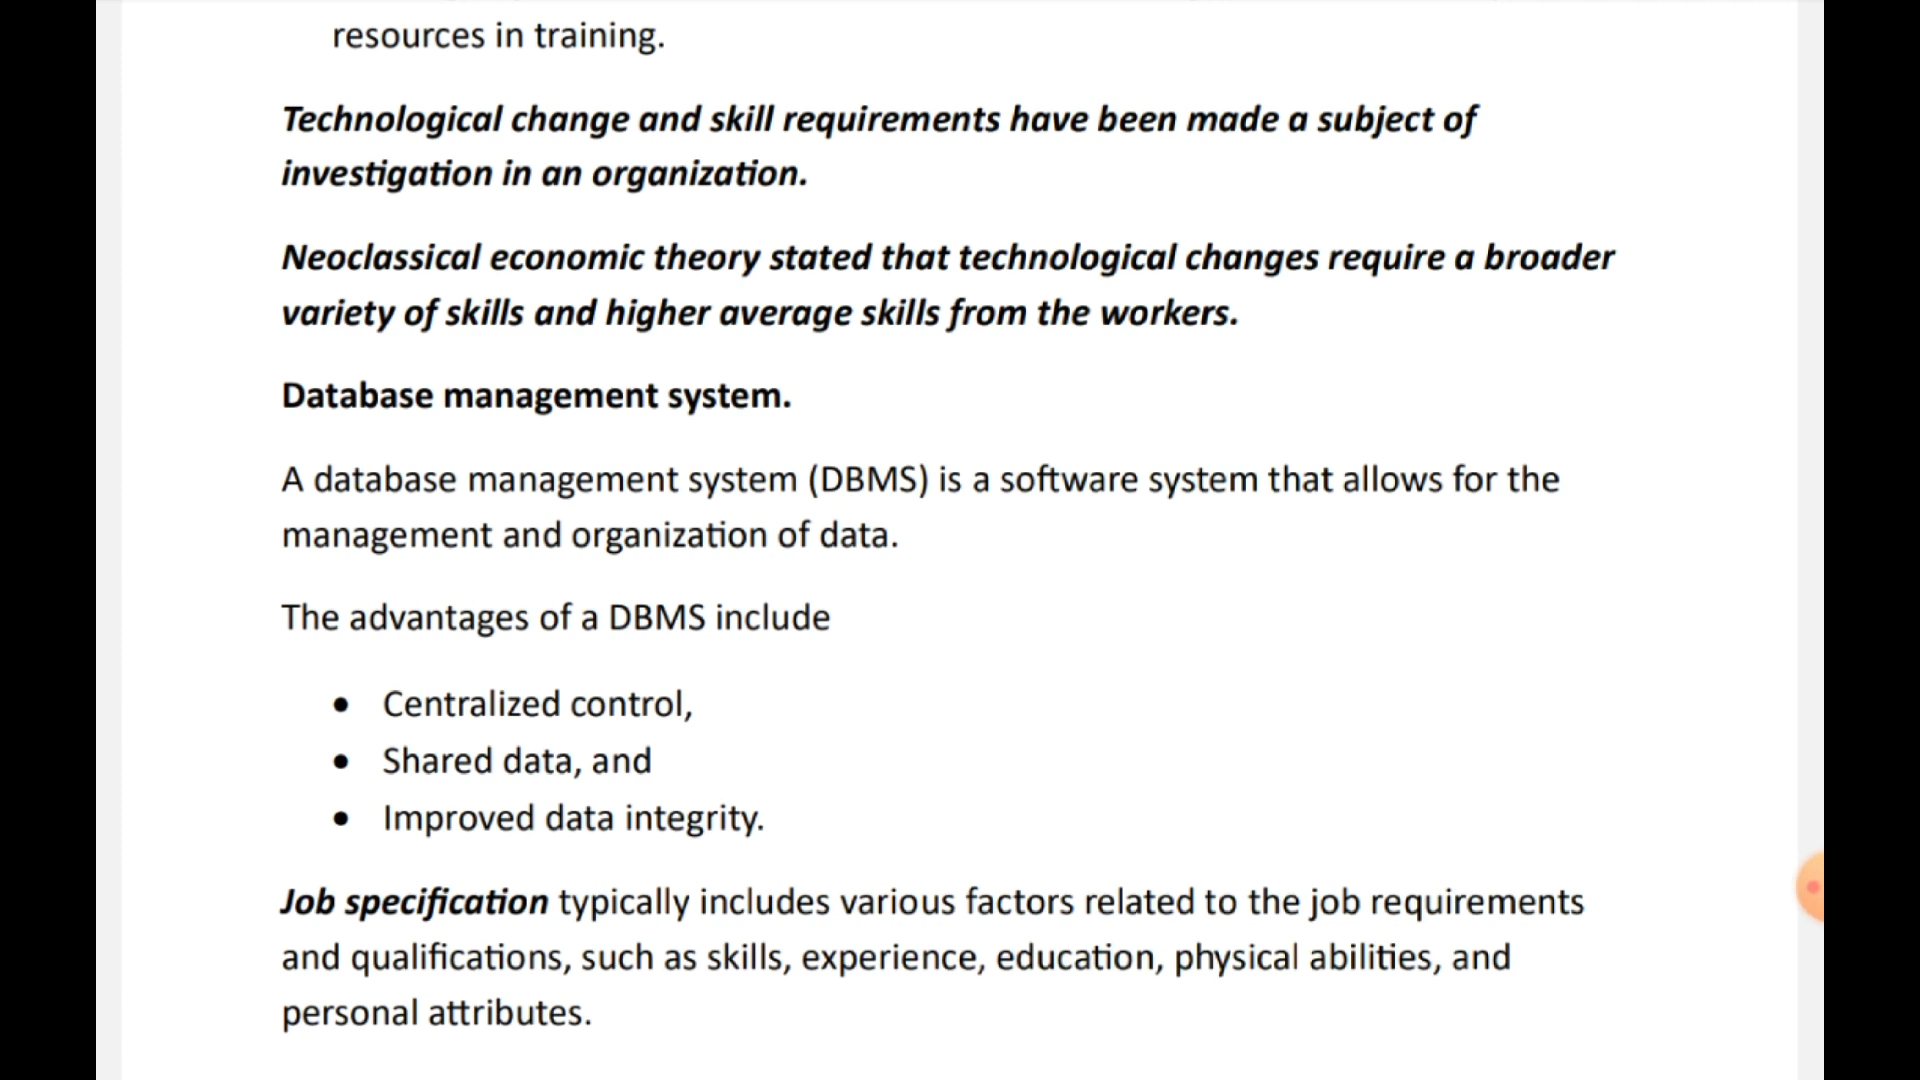 resources in training.
Technological change and skill requirements have been made a subject of
investigation in an organization.
Neoclassical economic theory stated that technological changes require a broader
variety of skills and higher average skills from the workers.
Database management system.
A database management system (DBMS) is a software system that allows for the
management and organization of data.
The advantages of a DBMS include
• Centralized control,
• Shared data, and
• Improved data integrity.
Job specification typically includes various factors related to the job requirements
and qualifications, such as skills, experience, education, physical abilities, and
personal attributes.